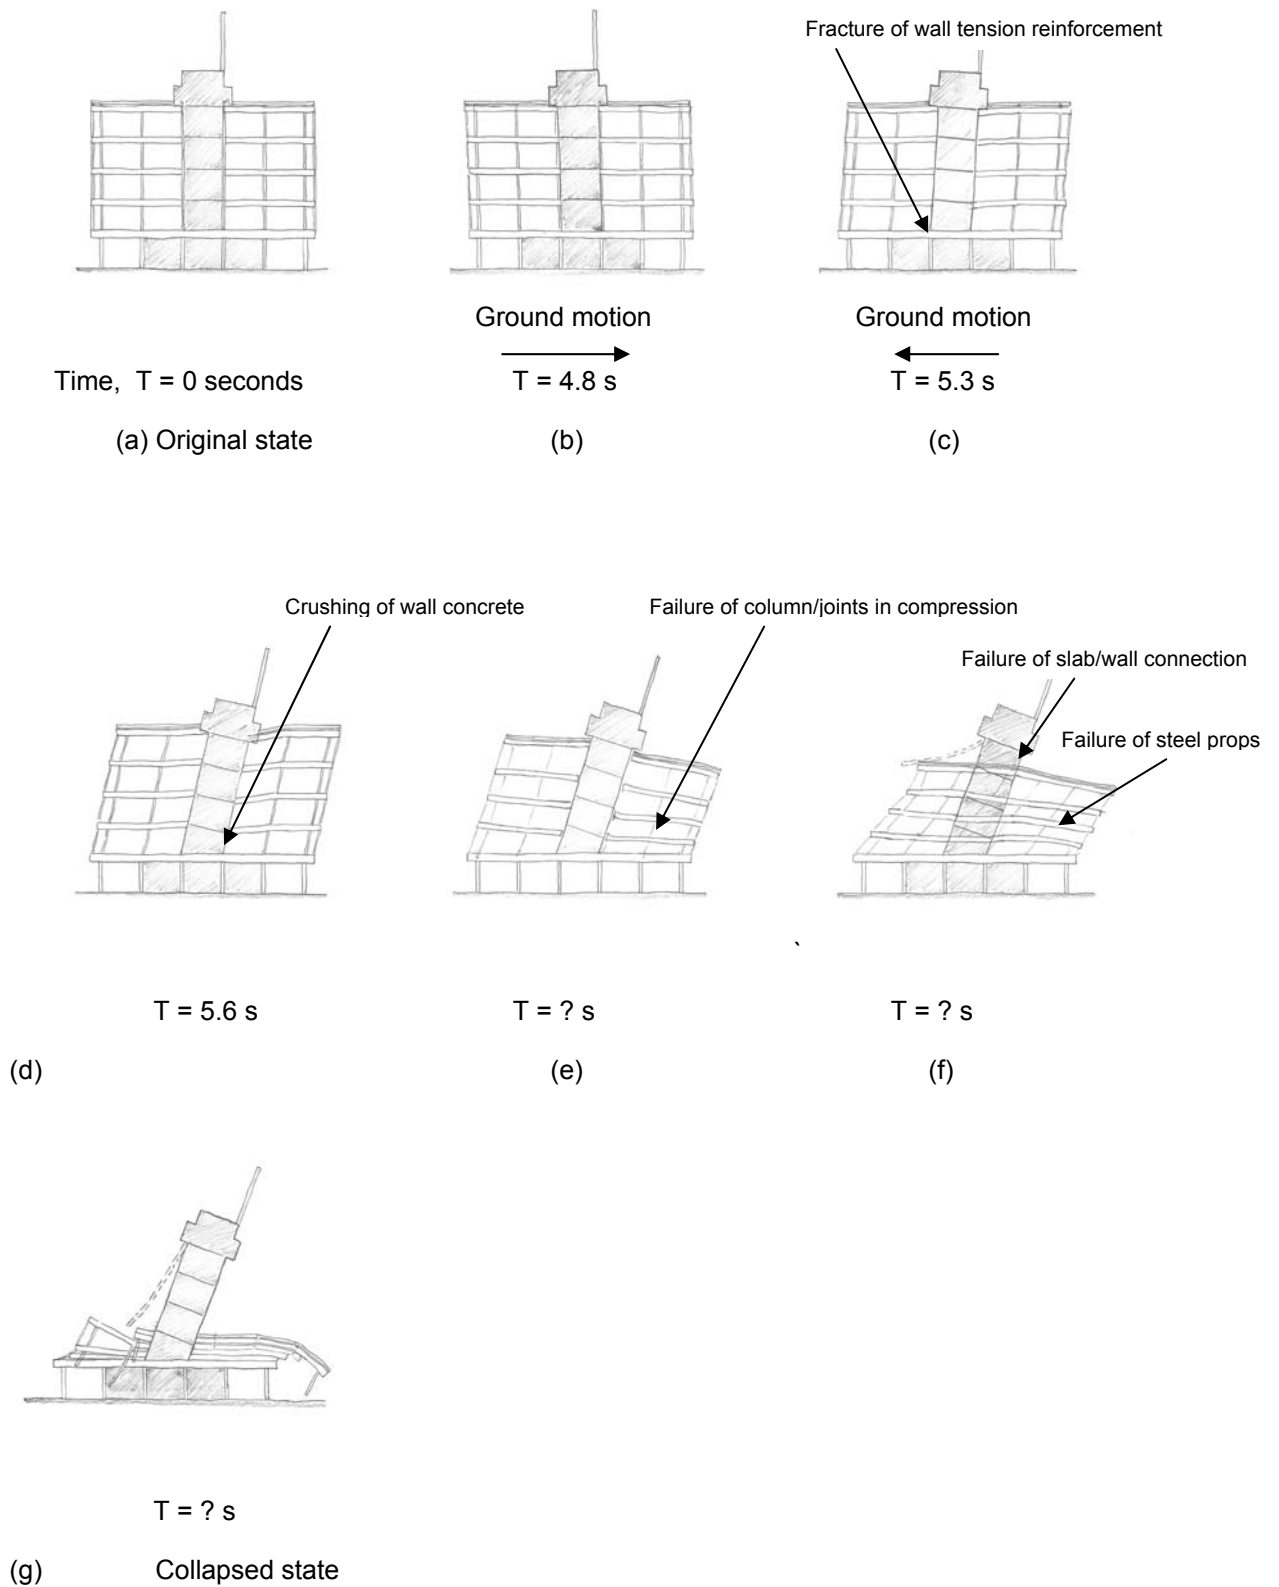 Fracture of wall tension reinforcement
Ground motion
Ground motion
Time, T = 0 seconds
T = 4.8 s
T = 5.3 s
(a) Original state
(b)
(c)
Crushing of wall concrete
Failure of column/joints in compression
Failure of slab/wall connection
Failure of steel props
`
T = 5.6 s
T = ? s
T = ? s
(d)
(e)
(f)
T = ? s
(g) Collapsed state